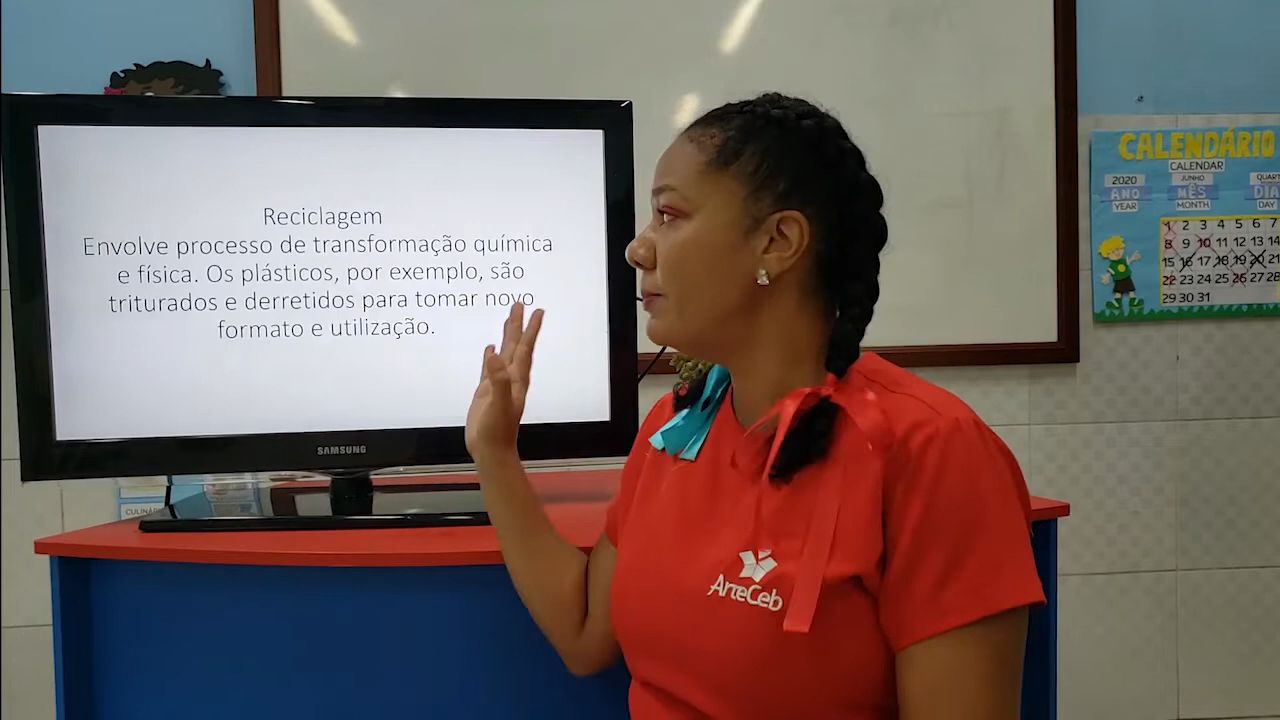 Reciclagem
Envolve processo de transformação química
e física. Os plásticos, por exemplo, são
triturados e derretidos para tomar novo
formato e utilização.
SAMSUNG
CULINÁR
ArteCeb
CALENDÁRIO
CALENDAR
2020 JUNHO QUART
ANO MÊS DIA
YEAR MONTH DAY
1 2 3 4 5 6 7
8 9 10 11 12 13 14
15 16 17 18 19 20 21
22 23 24 25 26 27 28
29 30 31